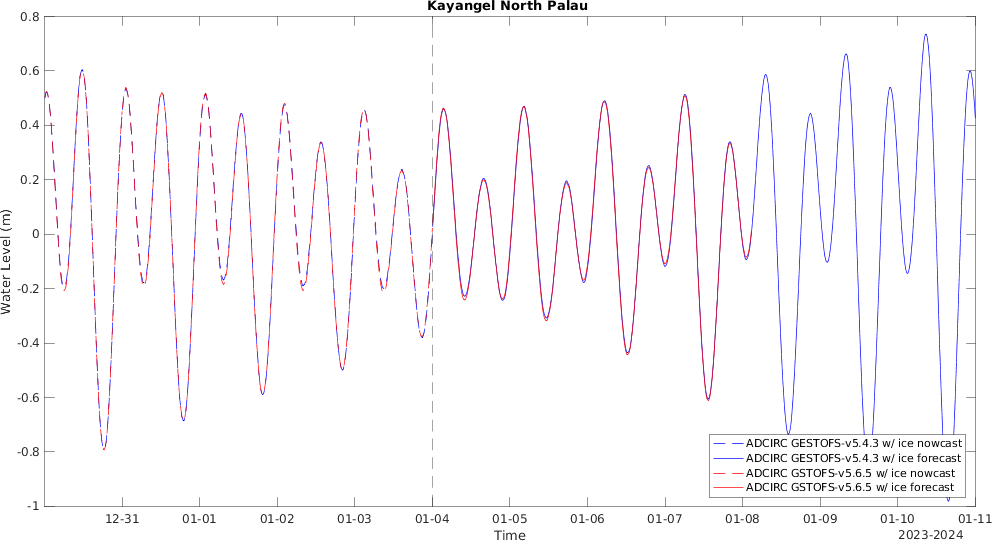 Kayangel North Palau
0.8
0.6
0.4
0.2
0
-0.2
-0.4
-0.6
-0.8
-1
Water Level (m)
12-31 01-01 01-02 01-03 01-04 01-05 01-06 01-07 01-08 01-09 01-10 01-11
Time
2023-2024
ADCIRC GESTOFS-v5.4.3 w/ ice nowcast
ADCIRC GESTOFS-v5.4.3 w/ ice forecast
ADCIRC GSTOFS-v5.6.5 w/ ice nowcast
ADCIRC GSTOFS-v5.6.5 w/ ice forecast